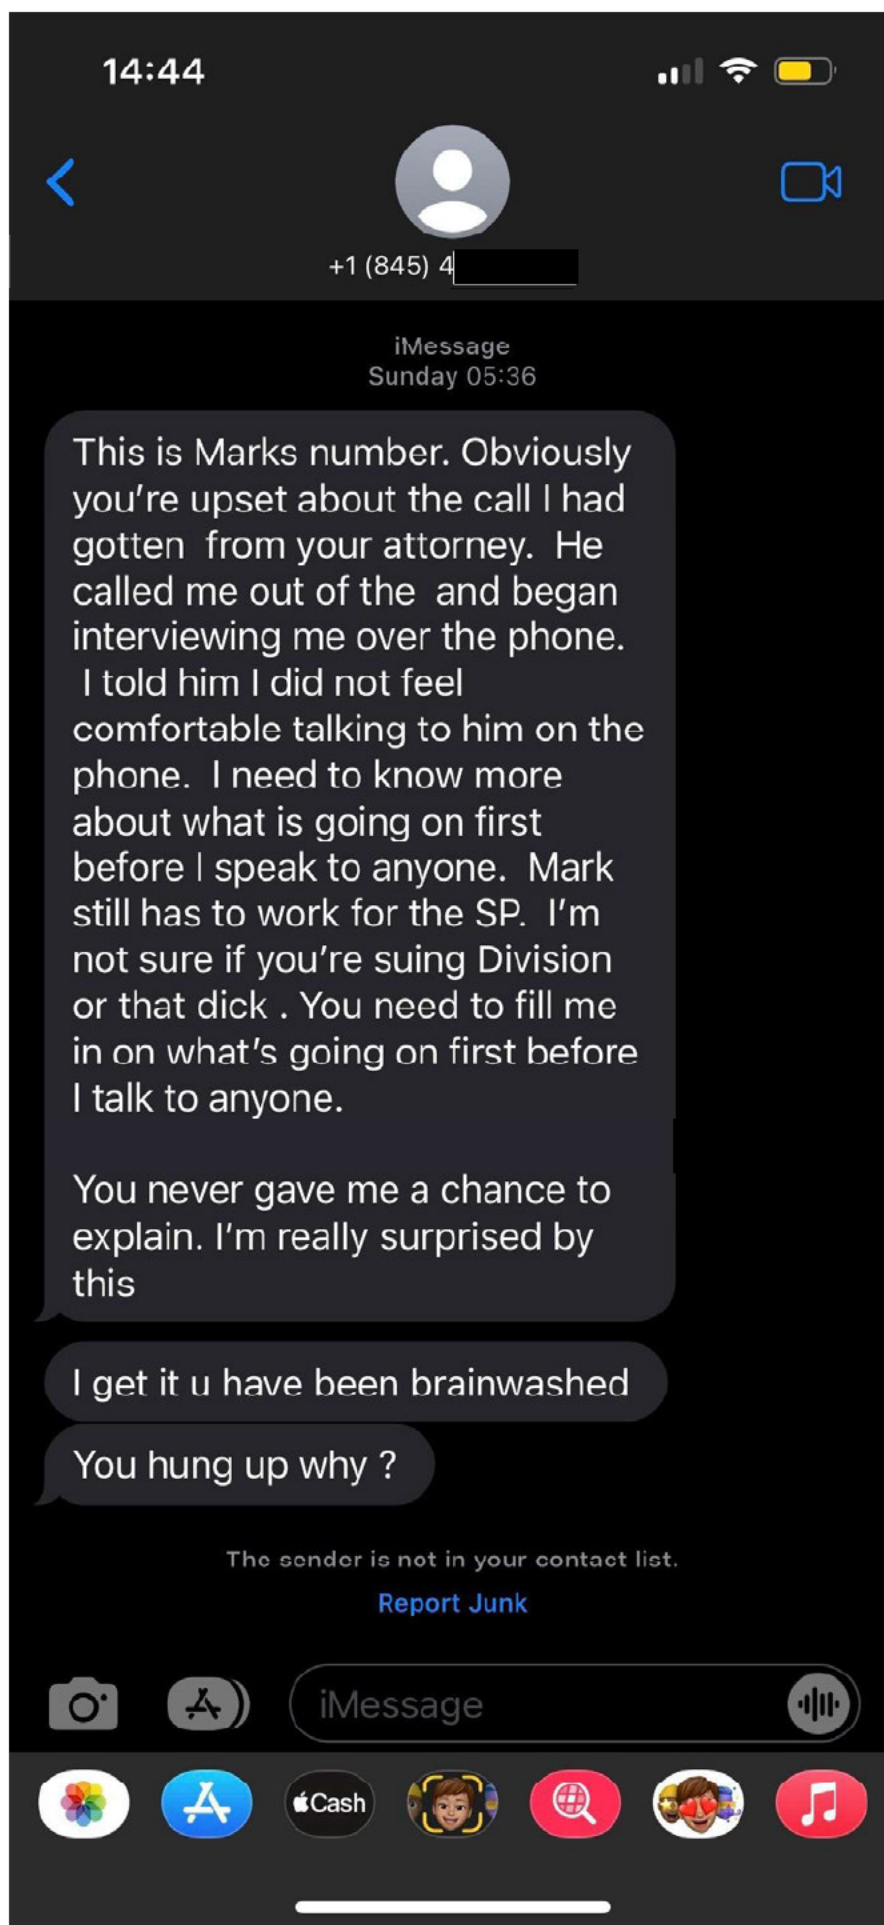 14:44
+1 (845) 4
iMessage
Sunday 05:36
This is Marks number. Obviously
you're upset about the call I had
gotten  from your attorney.  He
called me out of the  and began
interviewing me over the phone.
I told him I did not feel
comfortable talking to him on the
phone.  I need to know more
about what is going on first
before I speak to anyone.  Mark
still has to work for the SP.  I'm
not sure if you're suing Division
or that dick . You need to fill me
in on what's going on first before
I talk to anyone.
You never gave me a chance to
explain. I'm really surprised by
this
I get it u have been brainwashed
You hung up why ?
The sender is not in your contact list.
Report Junk
iMessage
Cash